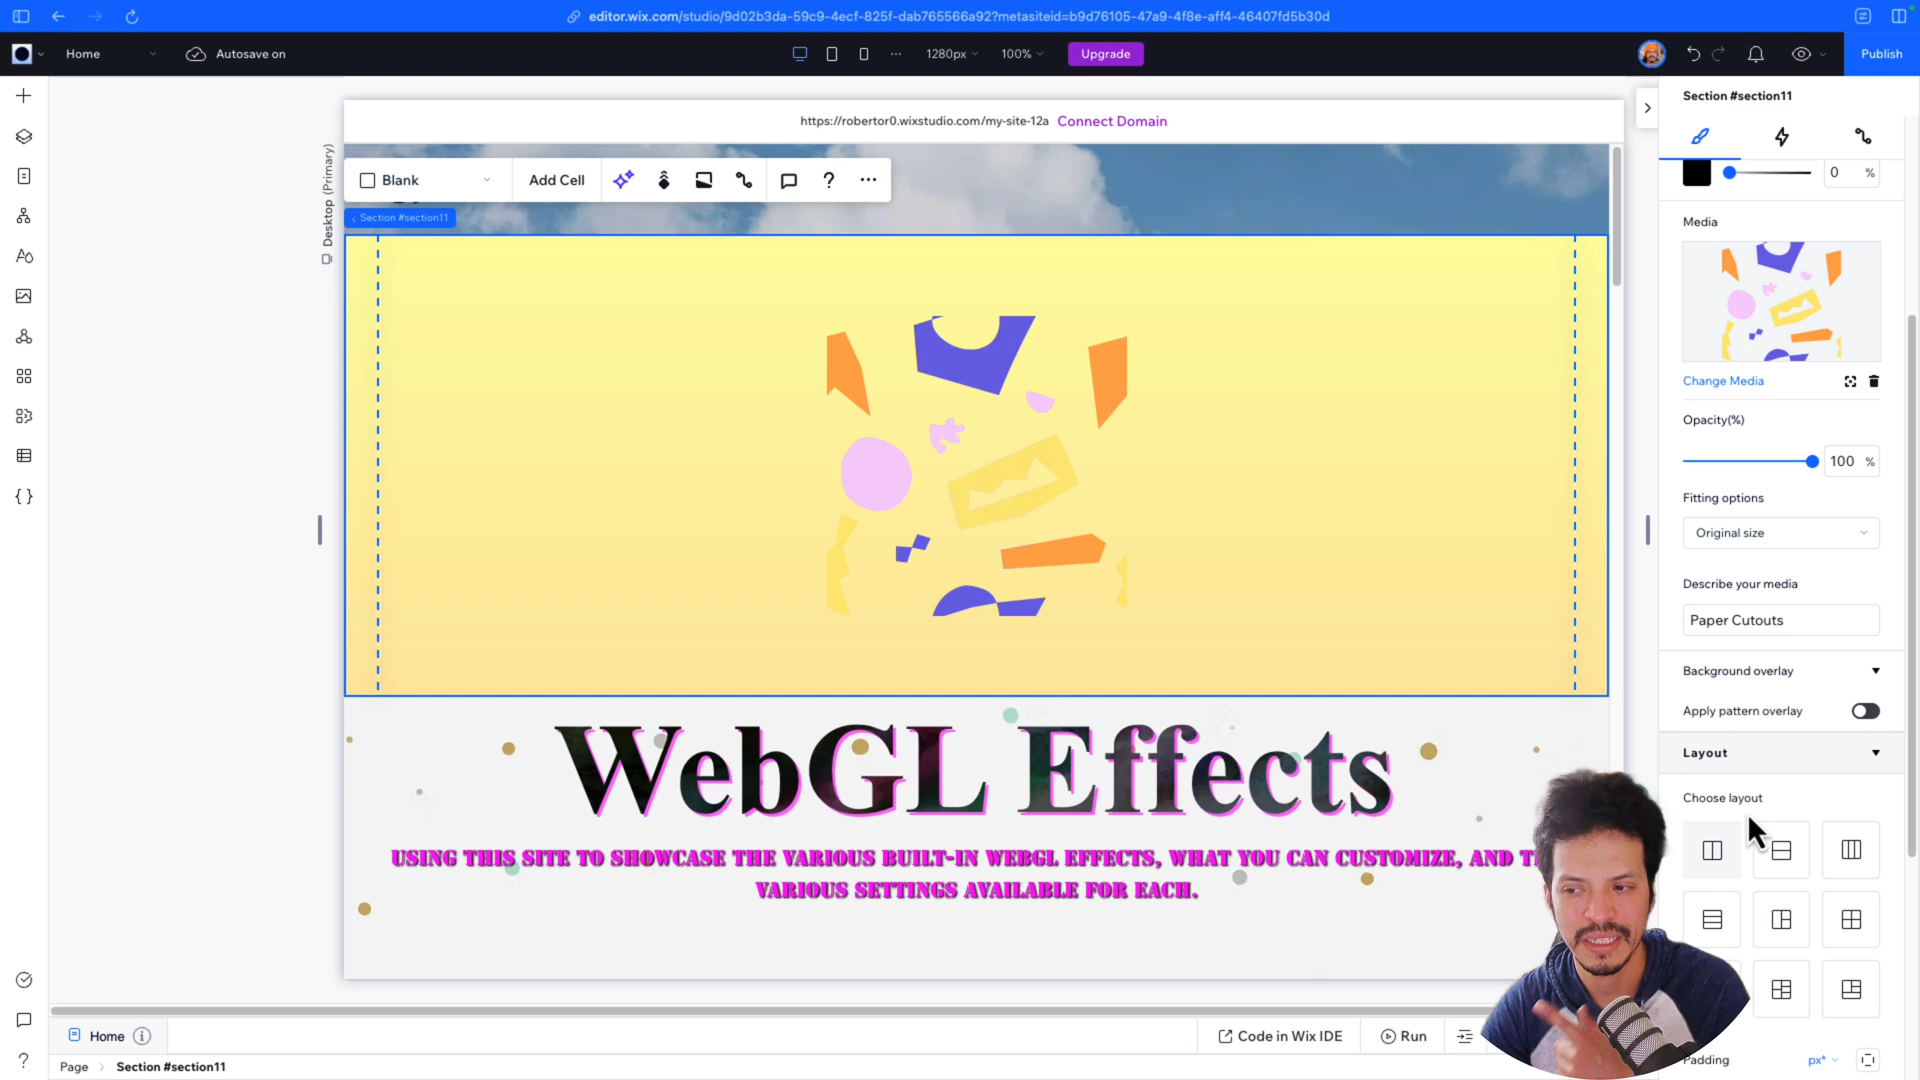 editor.wix.com/studio/9d02b3da-59c9-4ecf-825f-dab765566a92?metasiteid=b9d76105-47a9-4f8e-aff4-46407fd5b30d
Home
Autosave on
1280px
100%
Upgrade
Publish
Section #section11
https://robertor0.wixstudio.com/my-site-12a Connect Domain
Desktop (Primary)
Blank
Add Cell
Section #section11
0 %
Media
Change Media
Opacity(%)
100 %
Fitting options
Original size
Describe your media
Paper Cutouts
Background overlay
Apply pattern overlay
Layout
Choose layout
WebGL Effects
USING THIS SITE TO SHOWCASE THE VARIOUS BUILT-IN WEBGL EFFECTS, WHAT YOU CAN CUSTOMIZE, AND
VARIOUS SETTINGS AVAILABLE FOR EACH.
Home
Code in Wix IDE
Run
Padding
px*
Page
Section #section11